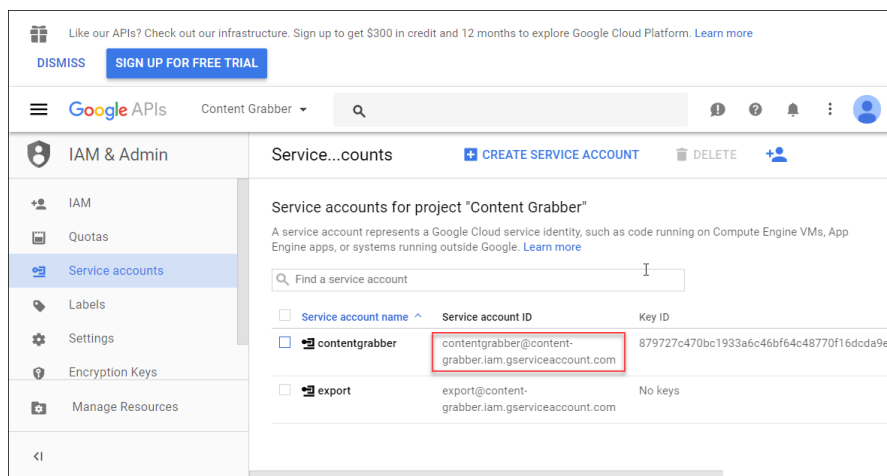 Like our APIs? Check out our infrastructure. Sign up to get $300 in credit and 12 months to explore Google Cloud Platform. Learn more
DISMISS
SIGN UP FOR FREE TRIAL
Google APIs
Content Grabber
IAM & Admin
Service...counts
CREATE SERVICE ACCOUNT
DELETE
IAM
Quotas
Service accounts
Labels
Settings
Encryption Keys
Manage Resources
Service accounts for project "Content Grabber"
A service account represents a Google Cloud service identity, such as code running on Compute Engine VMs, App
Engine apps, or systems running outside Google. Learn more
Find a service account
Service account name
Service account ID
Key ID
contentgrabber
contentgrabber@content-
grabber.iam.gserviceaccount.com
879727c470bc1933a6c46bf64c48770f16dcda9e
export
export@content-
grabber.iam.gserviceaccount.com
No keys